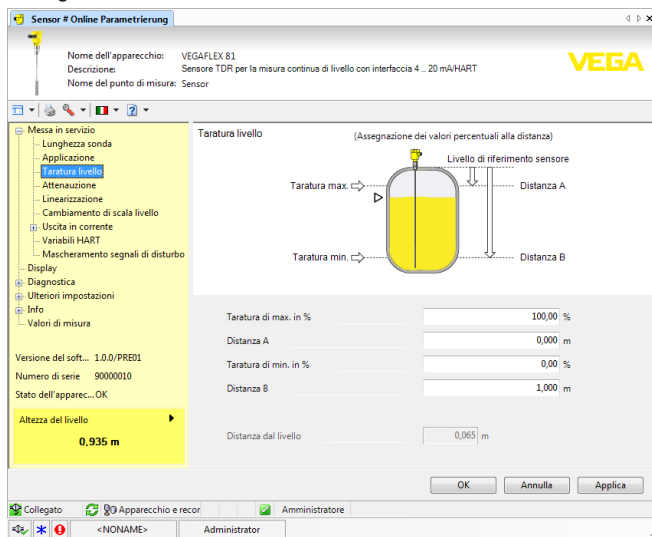 Sensor # Online Parametrierung
Nome dell'apparecchio: VEGAFLEX 81
Descrizione: Sensore TDR per la misura continua di livello con interfaccia 4 .. 20 mA/HART
Nome del punto di misura: Sensor
VEGA
Messa in servizio
Lunghezza sonda
Applicazione
Taratura livello
Attenuazione
Linearizzazione
Cambiamento di scala livello
Uscita in corrente
Variabili HART
Mascheramento segnali di disturbo
Display
Diagnostica
Ulteriori impostazioni
Info
Valori di misura
Versione del soft... 1.0.0/PRE01
Numero di serie 90000010
Stato dell'apparec...OK
Altezza del livello
0,935 m
Taratura livello
(Assegnazione dei valori percentuali alla distanza)
Livello di riferimento sensore
Taratura max.
Distanza A
Taratura min.
Distanza B
Taratura di max. in % 100,00 %
Distanza A 0,000 m
Taratura di min. in % 0,00 %
Distanza B 1,000 m
Distanza dal livello 0,065 m
OK Annulla Applica
Collegato Apparecchio e recor Amministratore
<NONAME> Administrator